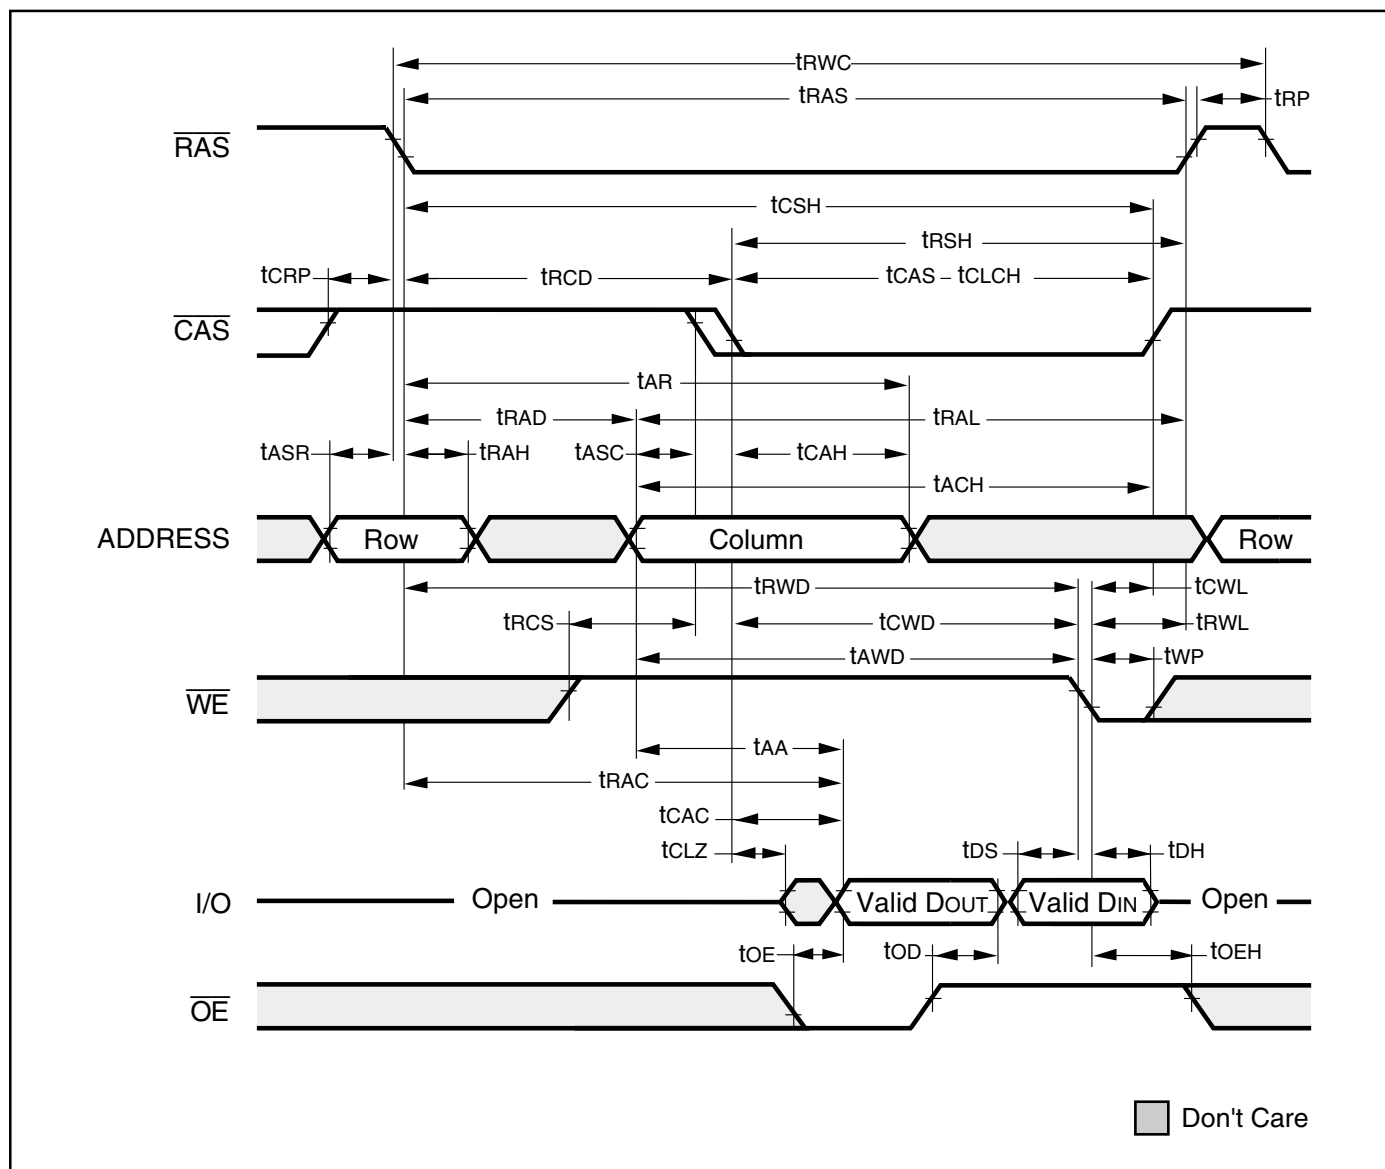 tRWC
tRAS
tRP
RAS
tCSH
tRSH
tCRP
tRCD
tCAS – tCLCH
CAS
tAR
tRAD
tRAL
tASR
tRAH
tASC
tCAH
tACH
ADDRESS
Row
Column
Row
tRWD
tCWL
tRCS
tCWD
tRWL
tAWD
tWP
WE
tAA
tRAC
tCAC
tCLZ
tDS
tDH
I/O
Open
Valid DOUT
Valid DIN
Open
tOE
tOD
tOEH
OE
Don't Care